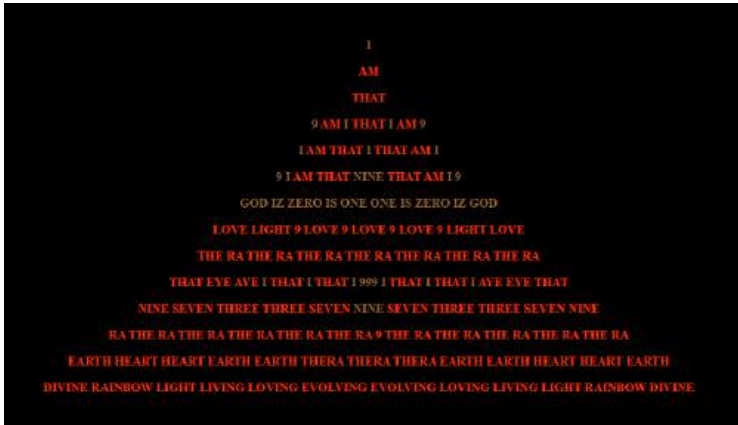 I
AM
THAT
9 AM I THAT I AM 9
I AM THAT I THAT AM I
9 I AM THAT NINE THAT AM I 9
GOD IZ ZERO IS ONE ONE IS ZERO IZ GOD
LOVE LIGHT 9 LOVE 9 LOVE 9 LOVE 9 LIGHT LOVE
THE RA THE RA THE RA THE RA THE RA THE RA THE RA
THAT EYE AYE I THAT I THAT I 999 I THAT I THAT I AYE EYE THAT
NINE SEVEN THREE THREE SEVEN NINE SEVEN THREE THREE SEVEN NINE
RA THE RA THE RA THE RA THE RA THE RA 9 THE RA THE RA THE RA THE RA THE RA
EARTH HEART HEART EARTH EARTH THERA THERA THERA EARTH EARTH HEART HEART EARTH
DIVINE RAINBOW LIGHT LIVING LOVING EVOLVING EVOLVING LOVING LIVING LIGHT RAINBOW DIVINE